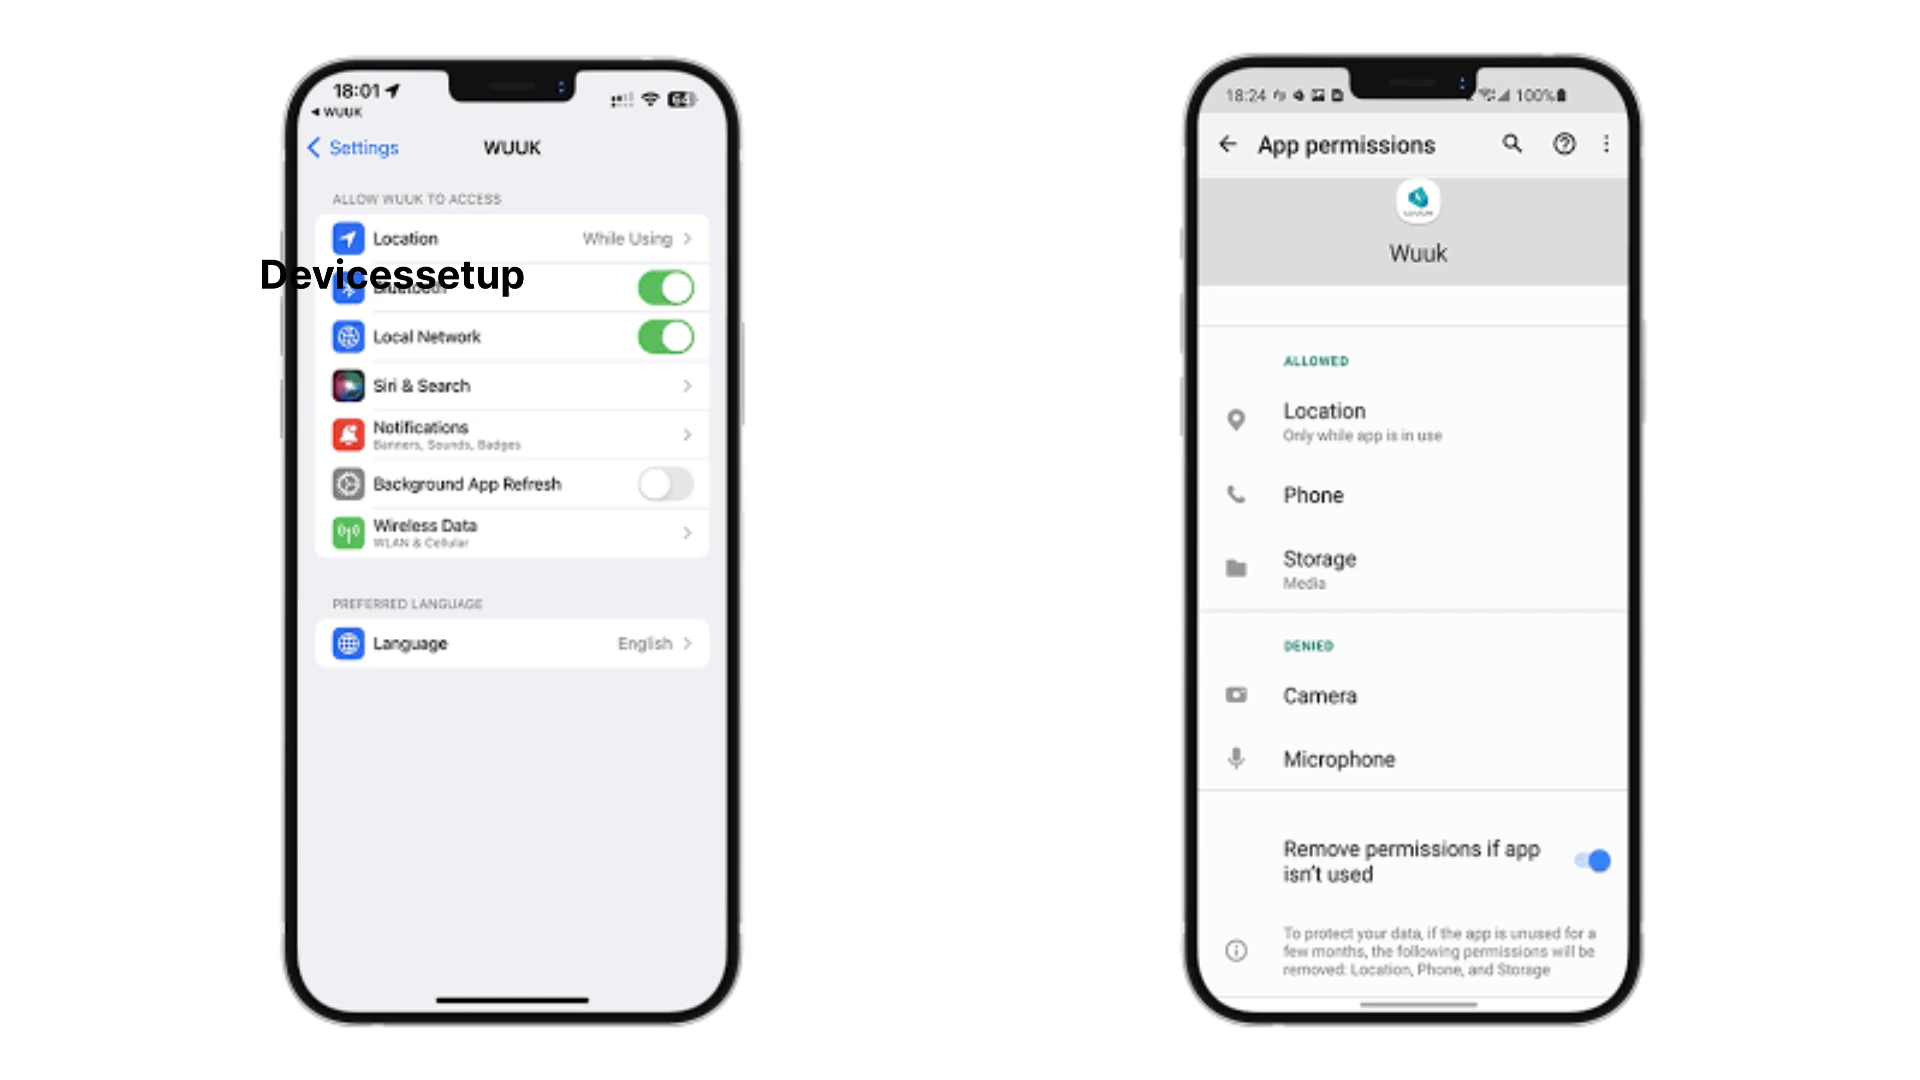 18:01
WUUK
64
Settings
WUUK
ALLOW WUUK TO ACCESS
Location
While Using
Devicessetup
Bluetooth
Local Network
Siri & Search
Notifications
Banners, Sounds, Badges
Background App Refresh
Wireless Data
WLAN & Cellular
PREFERRED LANGUAGE
Language
English
18:24
100%
App permissions
Wuuk
ALLOWED
Location
Only while app is in use
Phone
Storage
Media
DENIED
Camera
Microphone
Remove permissions if app
isn't used
To protect your data, if the app is unused for a
few months, the following permissions will be
removed: Location, Phone, and Storage